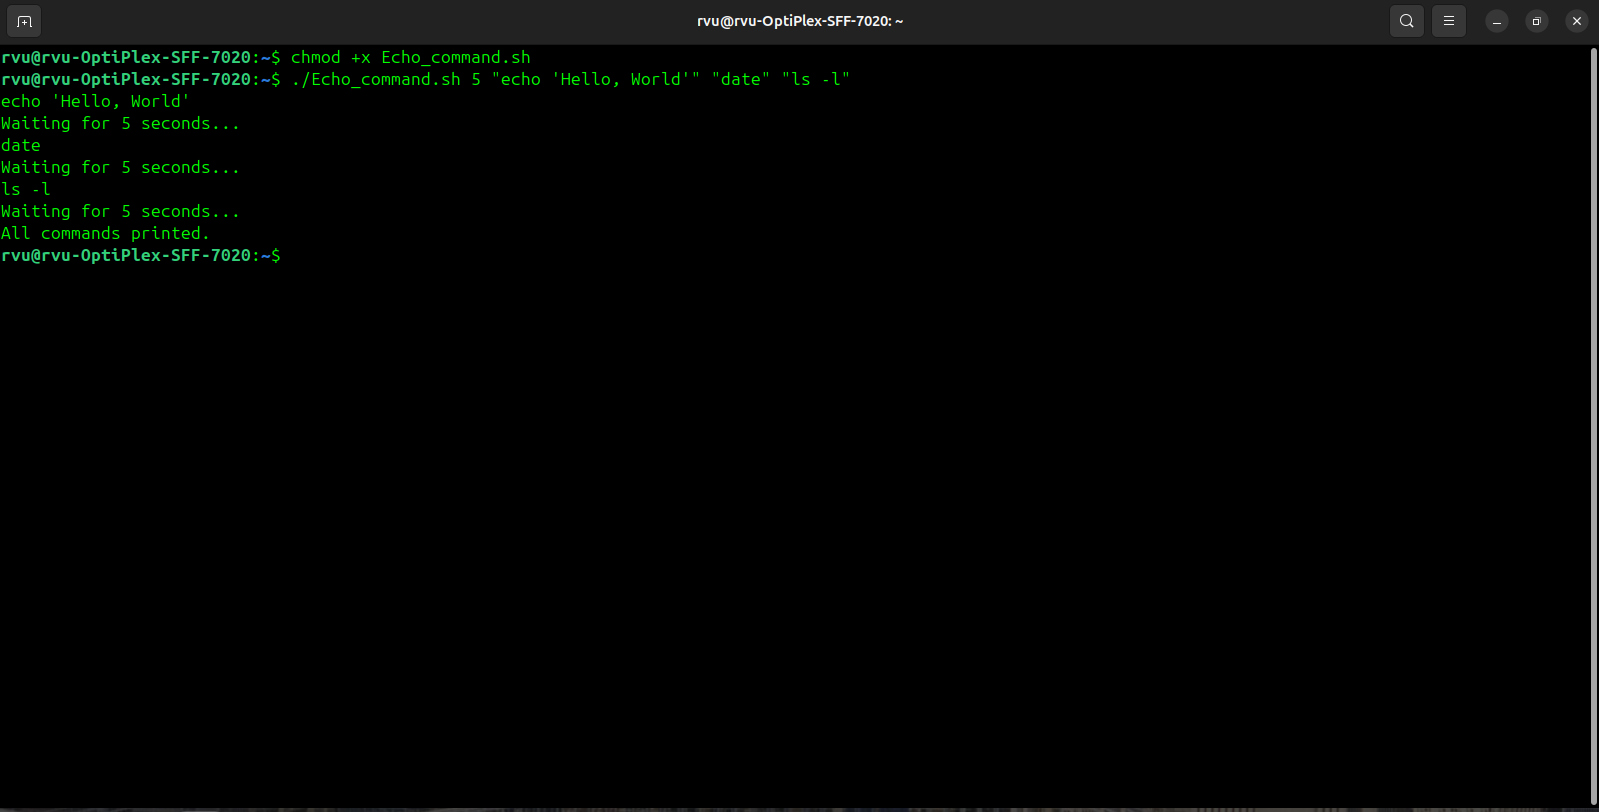 rvu@rvu-OptiPlex-SFF-7020: ~
rvu@rvu-OptiPlex-SFF-7020:~$ chmod +x Echo_command.sh
rvu@rvu-OptiPlex-SFF-7020:~$ ./Echo_command.sh 5 "echo 'Hello, World'" "date" "ls -l"
echo 'Hello, World'
Waiting for 5 seconds...
date
Waiting for 5 seconds...
ls -l
Waiting for 5 seconds...
All commands printed.
rvu@rvu-OptiPlex-SFF-7020:~$